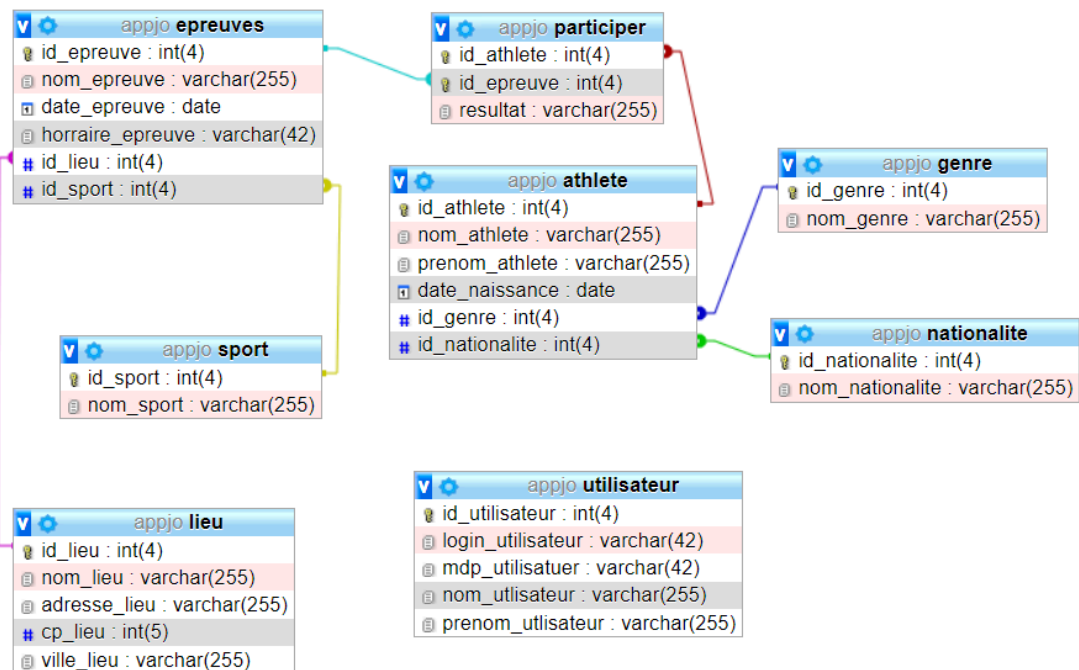 appjo epreuves
id_epreuve : int(4)
nom_epreuve : varchar(255)
date_epreuve : date
horraire_epreuve : varchar(42)
id_lieu : int(4)
id_sport : int(4)
appjo participer
id_athlete : int(4)
id_epreuve : int(4)
resultat : varchar(255)
appjo athlete
id_athlete : int(4)
nom_athlete : varchar(255)
prenom_athlete : varchar(255)
date_naissance : date
id_genre : int(4)
id_nationalite : int(4)
appjo genre
id_genre : int(4)
nom_genre : varchar(255)
appjo sport
id_sport : int(4)
nom_sport : varchar(255)
appjo nationalite
id_nationalite : int(4)
nom_nationalite : varchar(255)
appjo lieu
id_lieu : int(4)
nom_lieu : varchar(255)
adresse_lieu : varchar(255)
cp_lieu : int(5)
ville_lieu : varchar(255)
appjo utilisateur
id_utilisateur : int(4)
login_utilisateur : varchar(42)
mdp_utilisatuer : varchar(42)
nom_utlisateur : varchar(255)
prenom_utlisateur : varchar(255)